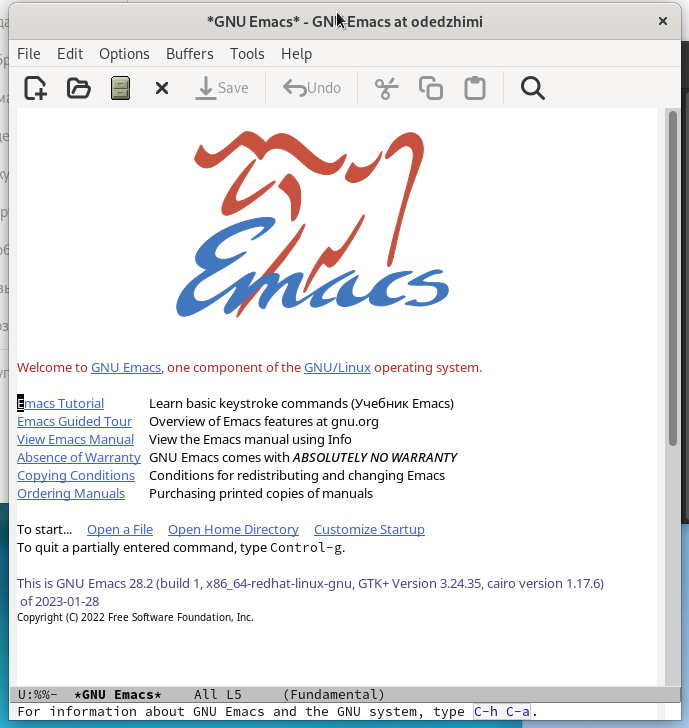 *GNU Emacs* - GNU Emacs at odedzhimi
File Edit Options Buffers Tools Help
Save Undo
Emacs
Welcome to GNU Emacs, one component of the GNU/Linux operating system.
Emacs Tutorial Learn basic keystroke commands (Учебник Emacs)
Emacs Guided Tour Overview of Emacs features at gnu.org
View Emacs Manual View the Emacs manual using Info
Absence of Warranty GNU Emacs comes with ABSOLUTELY NO WARRANTY
Copying Conditions Conditions for redistributing and changing Emacs
Ordering Manuals Purchasing printed copies of manuals
To start... Open a File Open Home Directory Customize Startup
To quit a partially entered command, type Control-g.
This is GNU Emacs 28.2 (build 1, x86_64-redhat-linux-gnu, GTK+ Version 3.24.35, cairo version 1.17.6)
of 2023-01-28
Copyright (C) 2022 Free Software Foundation, Inc.
U:%%- *GNU Emacs* All L5 (Fundamental)
For information about GNU Emacs and the GNU system, type C-h C-a.